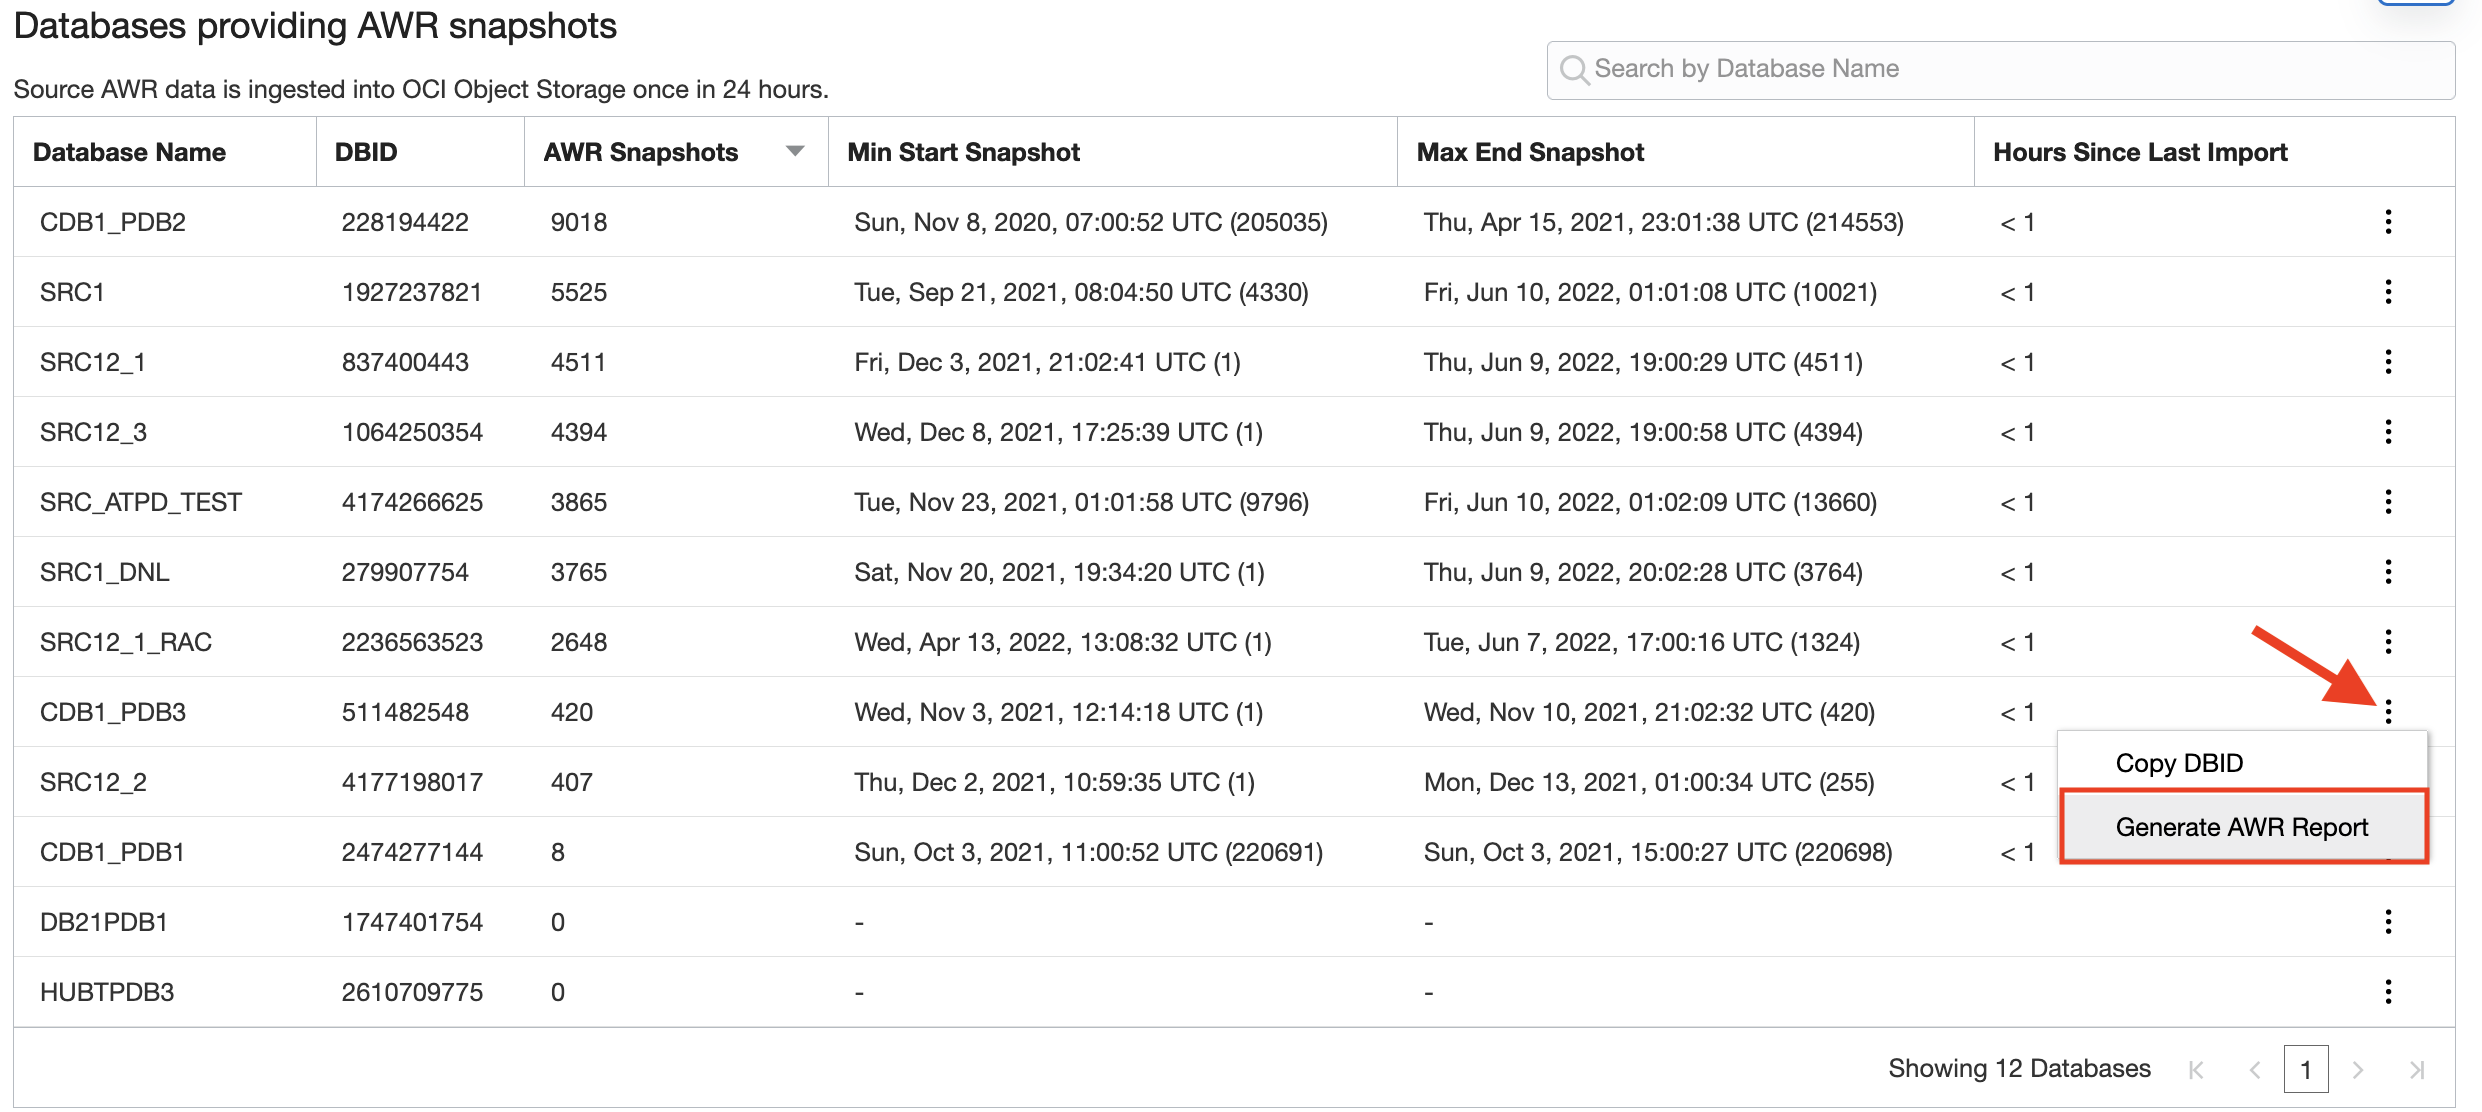 Databases providing AWR snapshots
Search by Database Name
Source AWR data is ingested into OCI Object Storage once in 24 hours.
Database Name DBID AWR Snapshots Min Start Snapshot Max End Snapshot Hours Since Last Import
CDB1_PDB2 228194422 9018 Sun, Nov 8, 2020, 07:00:52 UTC (205035) Thu, Apr 15, 2021, 23:01:38 UTC (214553) < 1
SRC1 1927237821 5525 Tue, Sep 21, 2021, 08:04:50 UTC (4330) Fri, Jun 10, 2022, 01:01:08 UTC (10021) < 1
SRC12_1 837400443 4511 Fri, Dec 3, 2021, 21:02:41 UTC (1) Thu, Jun 9, 2022, 19:00:29 UTC (4511) < 1
SRC12_3 1064250354 4394 Wed, Dec 8, 2021, 17:25:39 UTC (1) Thu, Jun 9, 2022, 19:00:58 UTC (4394) < 1
SRC_ATPD_TEST 4174266625 3865 Tue, Nov 23, 2021, 01:01:58 UTC (9796) Fri, Jun 10, 2022, 01:02:09 UTC (13660) < 1
SRC1_DNL 279907754 3765 Sat, Nov 20, 2021, 19:34:20 UTC (1) Thu, Jun 9, 2022, 20:02:28 UTC (3764) < 1
SRC12_1_RAC 2236563523 2648 Wed, Apr 13, 2022, 13:08:32 UTC (1) Tue, Jun 7, 2022, 17:00:16 UTC (1324) < 1
CDB1_PDB3 511482548 420 Wed, Nov 3, 2021, 12:14:18 UTC (1) Wed, Nov 10, 2021, 21:02:32 UTC (420) < 1
Copy DBID
SRC12_2 4177198017 407 Thu, Dec 2, 2021, 10:59:35 UTC (1) Mon, Dec 13, 2021, 01:00:34 UTC (255) < 1
Generate AWR Report
CDB1_PDB1 2474277144 8 Sun, Oct 3, 2021, 11:00:52 UTC (220691) Sun, Oct 3, 2021, 15:00:27 UTC (220698) < 1
DB21PDB1 1747401754 0 - -
HUBTPDB3 2610709775 0 - -
Showing 12 Databases 1